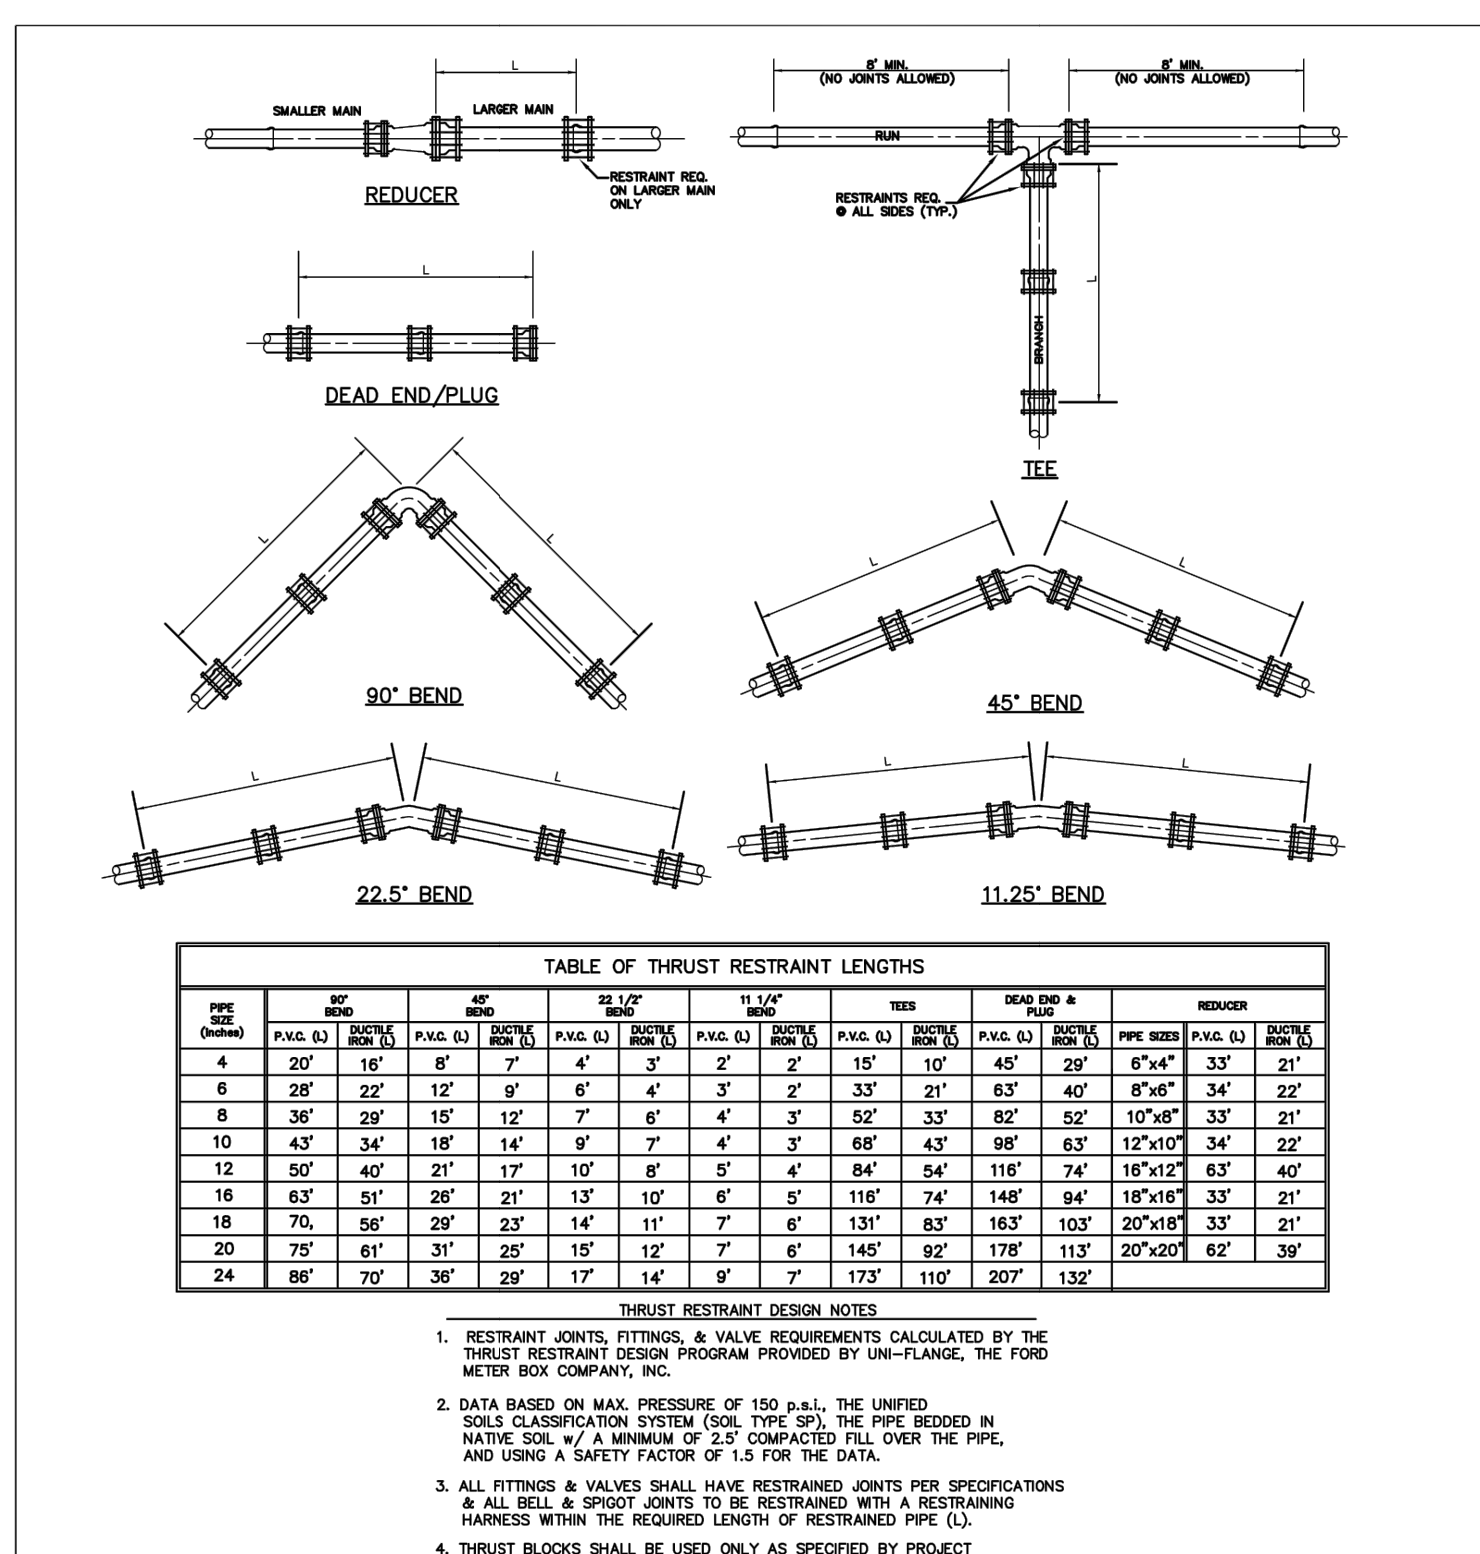 L
SMALLER MAIN
LARGER MAIN
RESTRAINT REQ.
ON LARGER MAIN
ONLY
REDUCER
8' MIN.
(NO JOINTS ALLOWED)
8' MIN.
(NO JOINTS ALLOWED)
RUN
RESTRAINTS REQ.
@ ALL SIDES (TYP.)
L
BRANCH
TEE
L
DEAD END/PLUG
L
L
90° BEND
L
L
45° BEND
L
L
22.5° BEND
L
L
11.25° BEND
TABLE OF THRUST RESTRAINT LENGTHS
PIPE SIZE (inches) 90° BEND 45° BEND 22 1/2° BEND 11 1/4° BEND TEES DEAD END & PLUG REDUCER
P.V.C. (L) DUCTILE IRON (L) P.V.C. (L) DUCTILE IRON (L) P.V.C. (L) DUCTILE IRON (L) P.V.C. (L) DUCTILE IRON (L) P.V.C. (L) DUCTILE IRON (L) P.V.C. (L) DUCTILE IRON (L) PIPE SIZES P.V.C. (L) DUCTILE IRON (L)
4 20' 16' 8' 7' 4' 3' 2' 2' 15' 10' 45' 29' 6"x4" 33' 21'
6 28' 22' 12' 9' 6' 4' 3' 2' 33' 21' 63' 40' 8"x6" 34' 22'
8 36' 29' 15' 12' 7' 6' 4' 3' 52' 33' 82' 52' 10"x8" 33' 21'
10 43' 34' 18' 14' 9' 7' 4' 3' 68' 43' 98' 63' 12"x10" 34' 22'
12 50' 40' 21' 17' 10' 8' 5' 4' 84' 54' 116' 74' 16"x12" 63' 40'
16 63' 51' 26' 21' 13' 10' 6' 5' 116' 74' 148' 94' 18"x16" 33' 21'
18 70, 56' 29' 23' 14' 11' 7' 6' 131' 83' 163' 103' 20"x18" 33' 21'
20 75' 61' 31' 25' 15' 12' 7' 6' 145' 92' 178' 113' 20"x20" 62' 39'
24 86' 70' 36' 29' 17' 14' 9' 7' 173' 110' 207' 132'
THRUST RESTRAINT DESIGN NOTES
1. RESTRAINT JOINTS, FITTINGS, & VALVE REQUIREMENTS CALCULATED BY THE
THRUST RESTRAINT DESIGN PROGRAM PROVIDED BY UNI-FLANGE, THE FORD
METER BOX COMPANY, INC.
2. DATA BASED ON MAX. PRESSURE OF 150 p.s.i., THE UNIFIED
SOILS CLASSIFICATION SYSTEM (SOIL TYPE SP), THE PIPE BEDDED IN
NATIVE SOIL w/ A MINIMUM OF 2.5' COMPACTED FILL OVER THE PIPE,
AND USING A SAFETY FACTOR OF 1.5 FOR THE DATA.
3. ALL FITTINGS & VALVES SHALL HAVE RESTRAINED JOINTS PER SPECIFICATIONS
& ALL BELL & SPIGOT JOINTS TO BE RESTRAINED WITH A RESTRAINING
HARNESS WITHIN THE REQUIRED LENGTH OF RESTRAINED PIPE (L).
4. THRUST BLOCKS SHALL BE USED ONLY AS SPECIFIED BY PROJECT